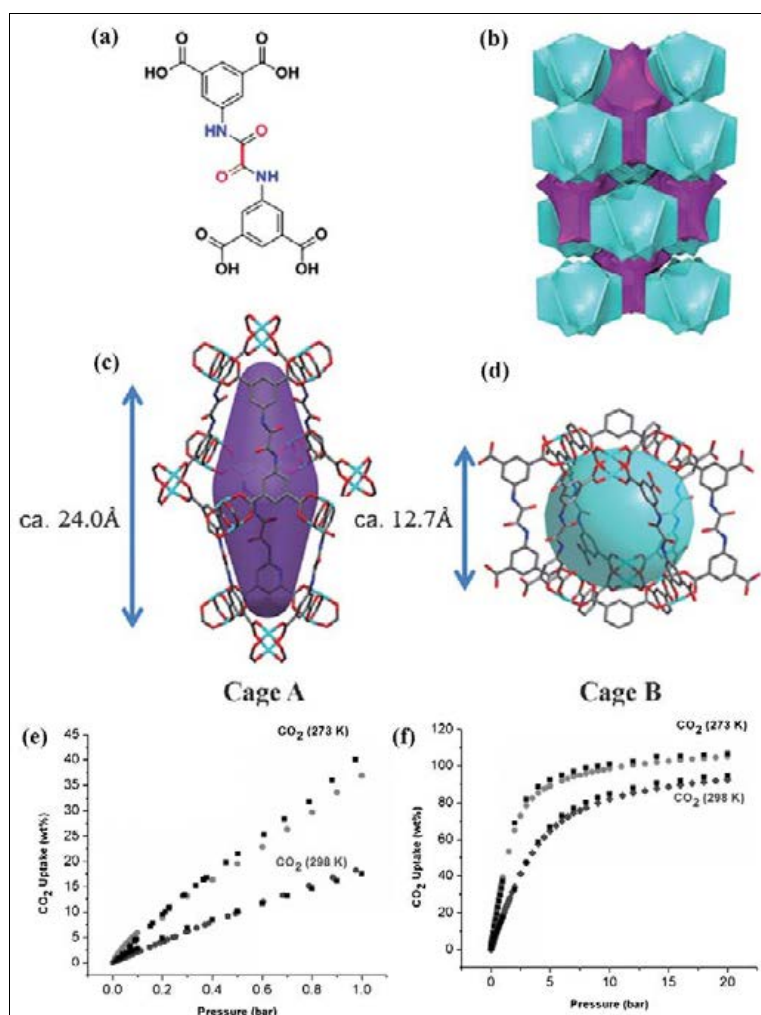 (a)
O
O
HO
OH
HN
O
O
NH
O
O
OH
OH
(b)
(c)
ca. 24.0Å
Cage A
(d)
ca. 12.7Å
Cage B
(e)
CO2 (273 K)
CO2 (298 K)
CO2 Uptake (wt%)
45
40
35
30
25
20
15
10
5
0
0.0 0.2 0.4 0.6 0.8 1.0
Pressure (bar)
(f)
CO2 (273 K)
CO2 (298 K)
CO2 Uptake (wt%)
120
100
80
60
40
20
0
0 5 10 15 20
Pressure (bar)